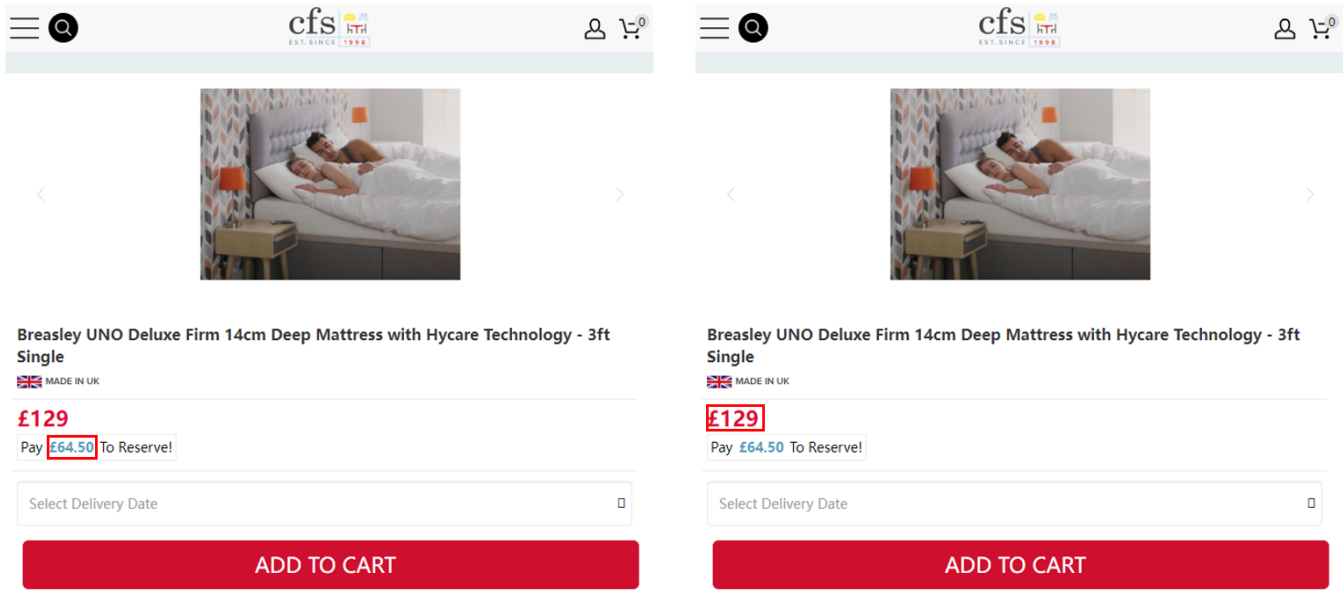 cfs
EST. SINCE 1998
0
Breasley UNO Deluxe Firm 14cm Deep Mattress with Hycare Technology - 3ft
Single
MADE IN UK
£129
Pay £64.50 To Reserve!
Select Delivery Date
ADD TO CART
cfs
EST. SINCE 1998
0
Breasley UNO Deluxe Firm 14cm Deep Mattress with Hycare Technology - 3ft
Single
MADE IN UK
£129
Pay £64.50 To Reserve!
Select Delivery Date
ADD TO CART